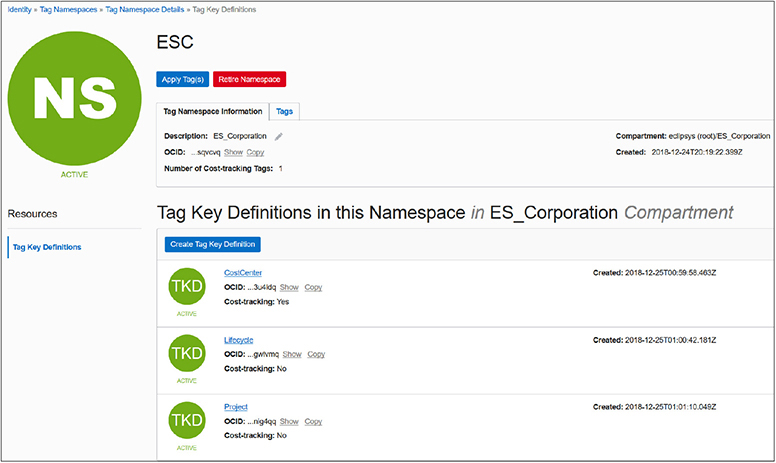 Identity » Tag Namespaces » Tag Namespace Details » Tag Key Definitions
NS
ACTIVE
ESC
Apply Tag(s) Retire Namespace
Tag Namespace Information Tags
Description: ES_Corporation
Compartment: eclipsys (root)/ES_Corporation
OCID: ...sqvcvq Show Copy
Created: 2018-12-24T20:19:22.399Z
Number of Cost-tracking Tags: 1
Resources
Tag Key Definitions
Tag Key Definitions in this Namespace in ES_Corporation Compartment
Create Tag Key Definition
TKD
ACTIVE
CostCenter
OCID: ...3u4ldq Show Copy
Cost-tracking: Yes
Created: 2018-12-25T00:59:58.463Z
TKD
ACTIVE
Lifecycle
OCID: ...gwlvmq Show Copy
Cost-tracking: No
Created: 2018-12-25T01:00:42.181Z
TKD
ACTIVE
Project
OCID: ...nig4qq Show Copy
Cost-tracking: No
Created: 2018-12-25T01:01:10.049Z